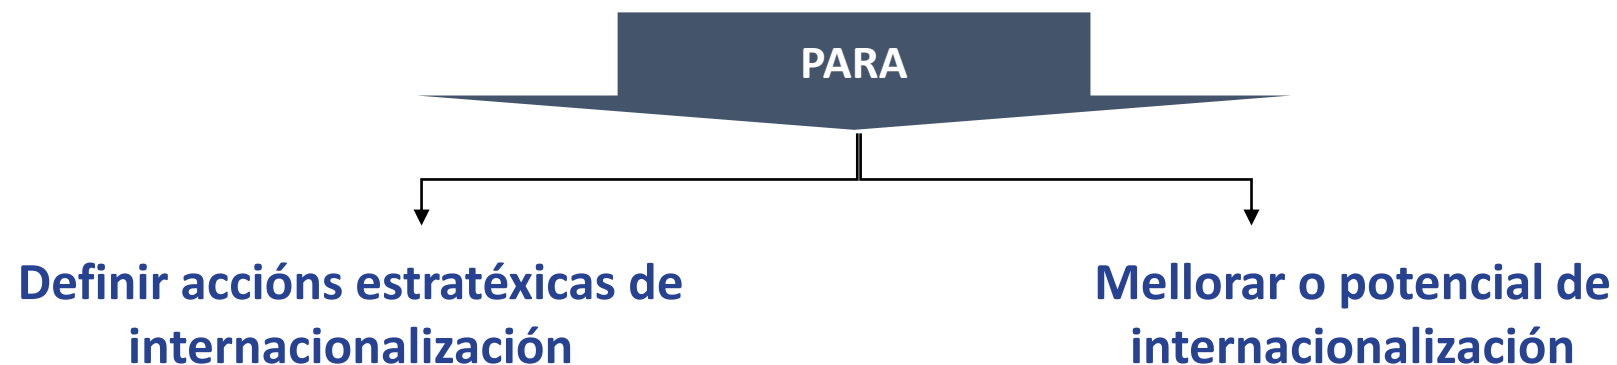 PARA
Definir accións estratéxicas de
internacionalización
Mellorar o potencial de
internacionalización